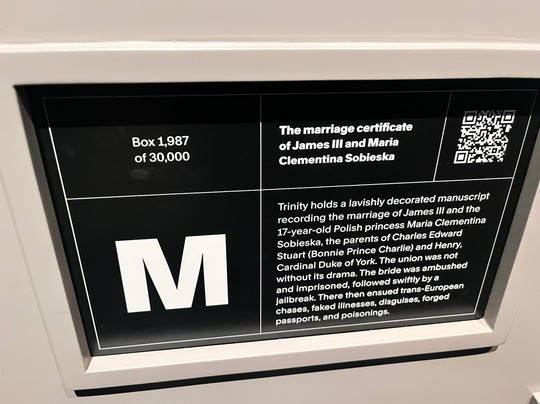 Box 1,987
of 30,000
The marriage certificate
of James III and Maria
Clementina Sobieska
M
Trinity holds a lavishly decorated manuscript
recording the marriage of James III and the
17-year-old Polish princess Maria Clementina
Sobieska, the parents of Charles Edward
Stuart (Bonnie Prince Charlie) and Henry,
Cardinal Duke of York. The union was not
without its drama. The bride was ambushed
and imprisoned, followed swiftly by a
jailbreak. There then ensued trans-European
chases, faked illnesses, disguises, forged
passports, and poisonings.